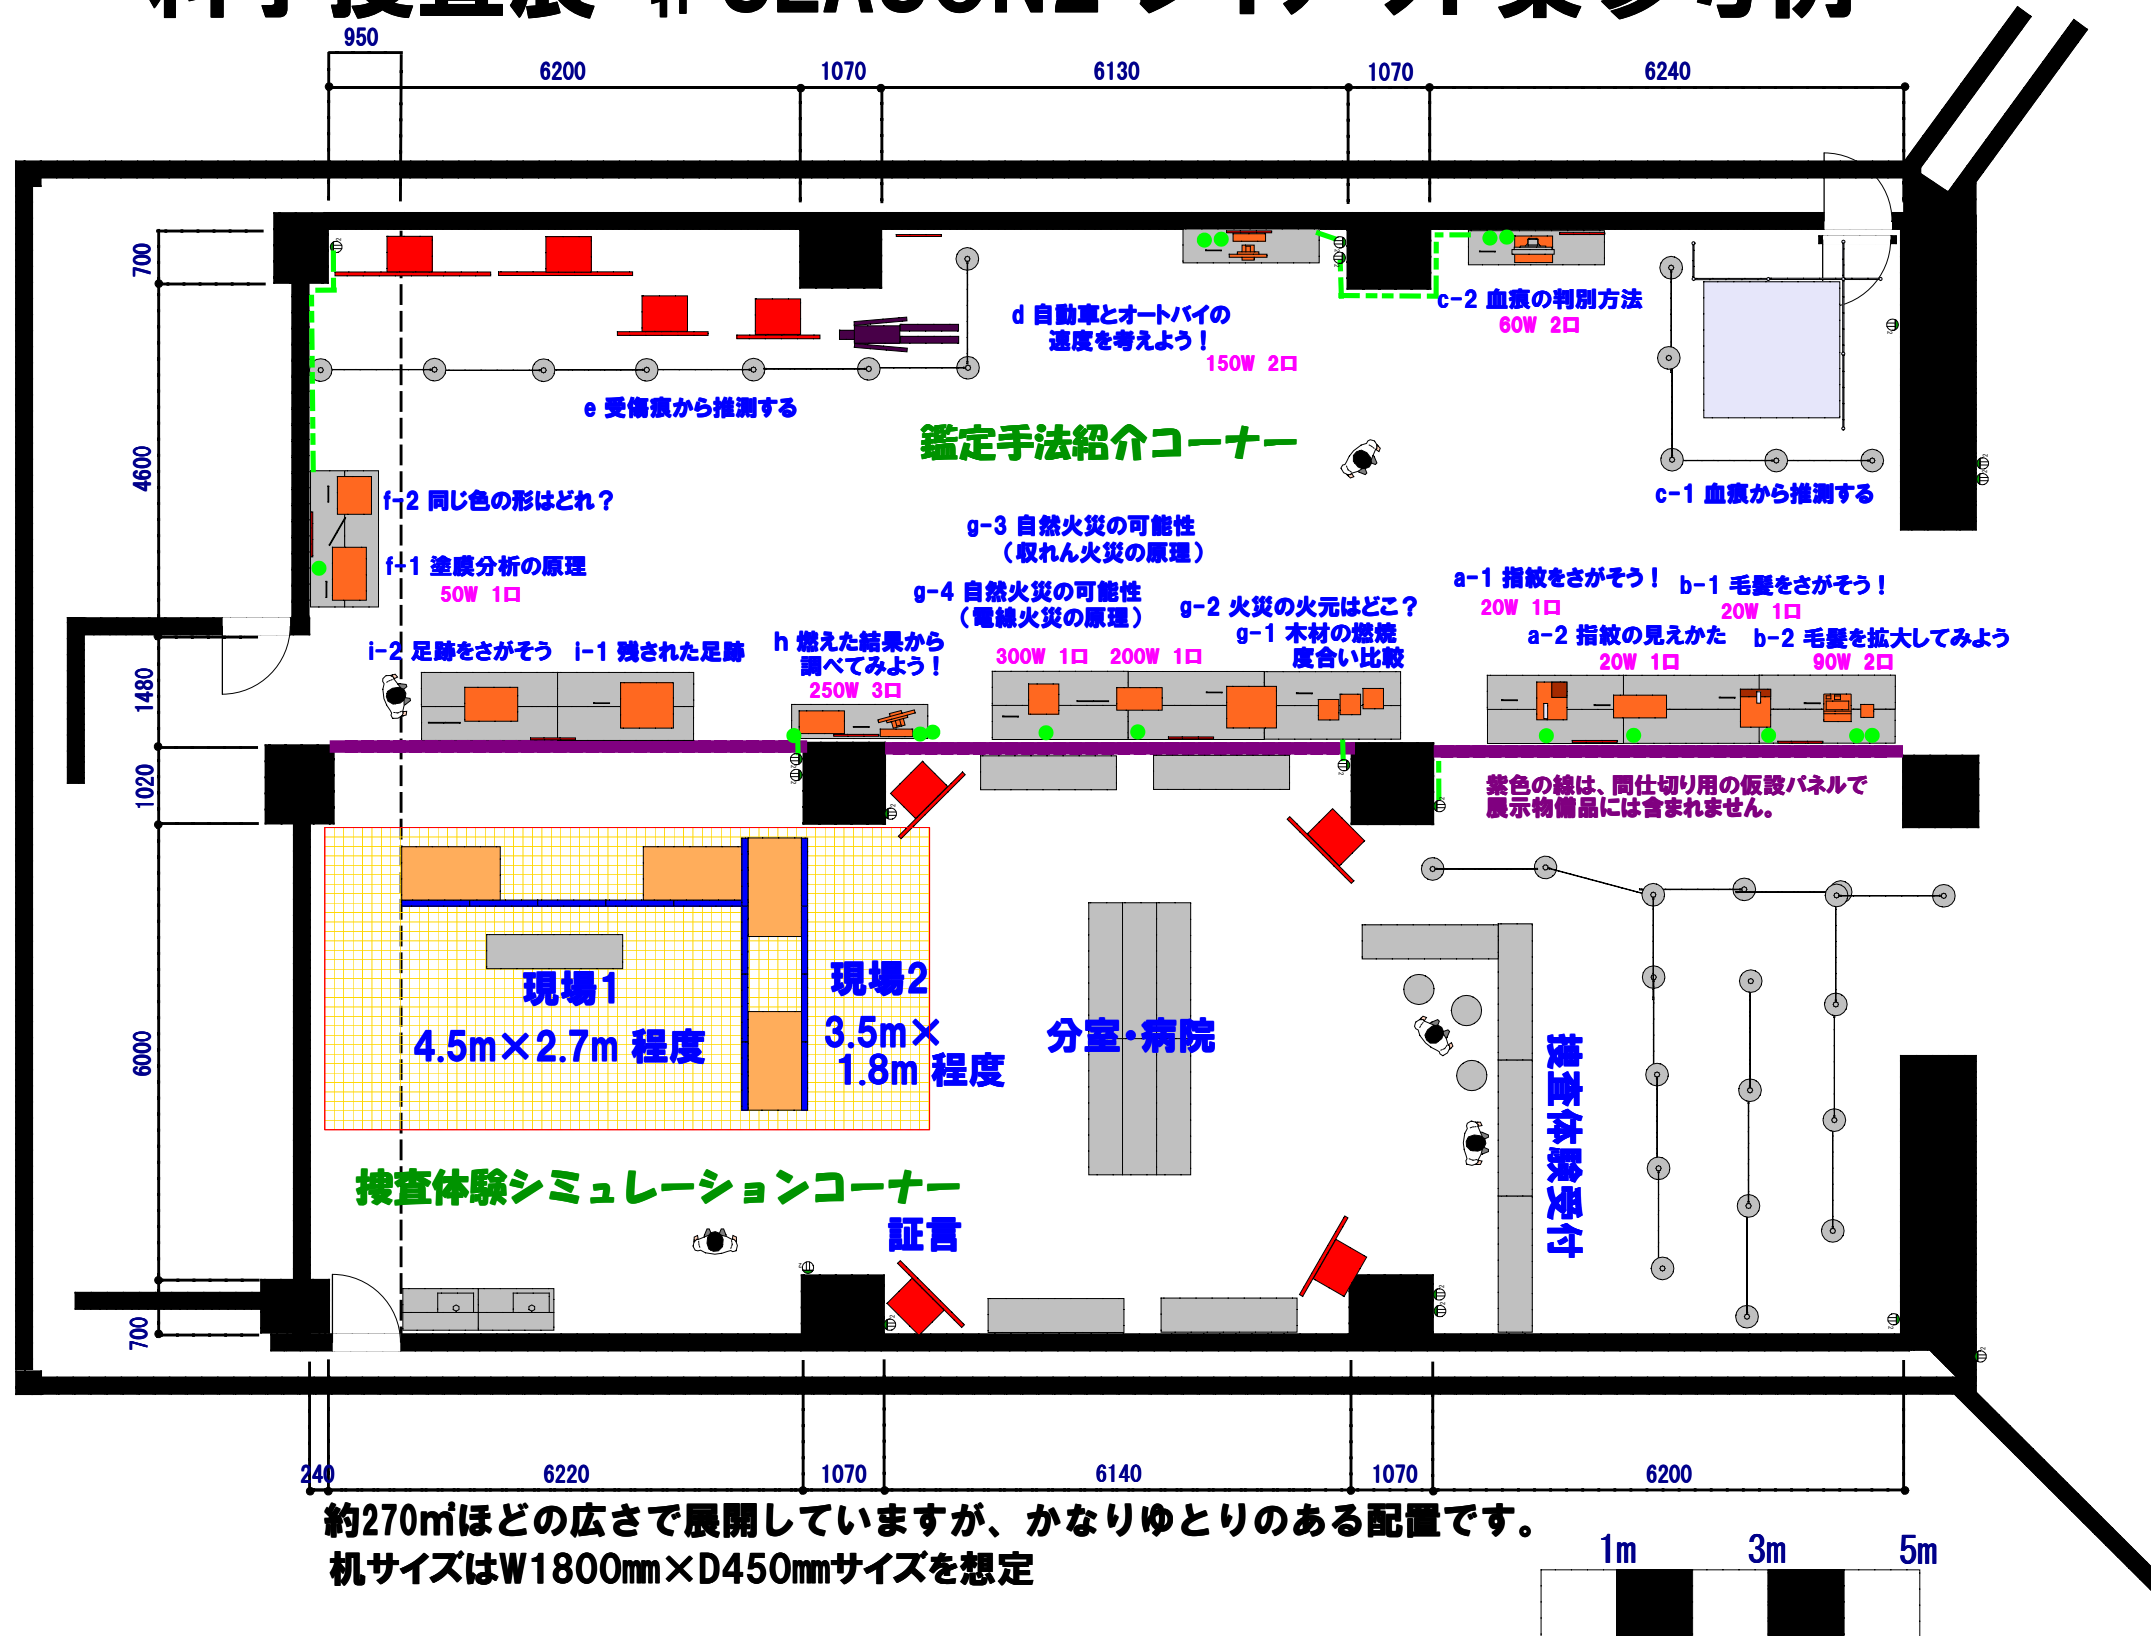 950
6200
1070
6130
1070
6240
700
4600
1480
1020
6000
700
d 自動車とオートバイの
速度を考えよう！
150W 2口
c-2 血痕の判別方法
60W 2口
e 受傷痕から推測する
鑑定手法紹介コーナー
c-1 血痕から推測する
f-2 同じ色の形はどれ？
f-1 塗膜分析の原理
50W 1口
g-3 自然火災の可能性
（収れん火災の原理）
g-4 自然火災の可能性
（電線火災の原理）
g-2 火災の火元はどこ？
g-1 木材の燃焼
度合い比較
300W 1口
200W 1口
a-1 指紋をさがそう！
20W 1口
b-1 毛髪をさがそう！
20W 1口
a-2 指紋の見えかた
20W 1口
b-2 毛髪を拡大してみよう
90W 2口
i-2 足跡をさがそう
i-1 残された足跡
h 燃えた結果から
調べてみよう！
250W 3口
紫色の線は、間仕切り用の仮設パネルで
展示物備品には含まれません。
現場1
4.5m×2.7m 程度
現場2
3.5m×
1.8m 程度
分室・病院
捜査体験受付
捜査体験シミュレーションコーナー
証言
240
6220
1070
6140
1070
6200
約270㎡ほどの広さで展開していますが、かなりゆとりのある配置です。
机サイズはW1800mm×D450mmサイズを想定
1m
3m
5m